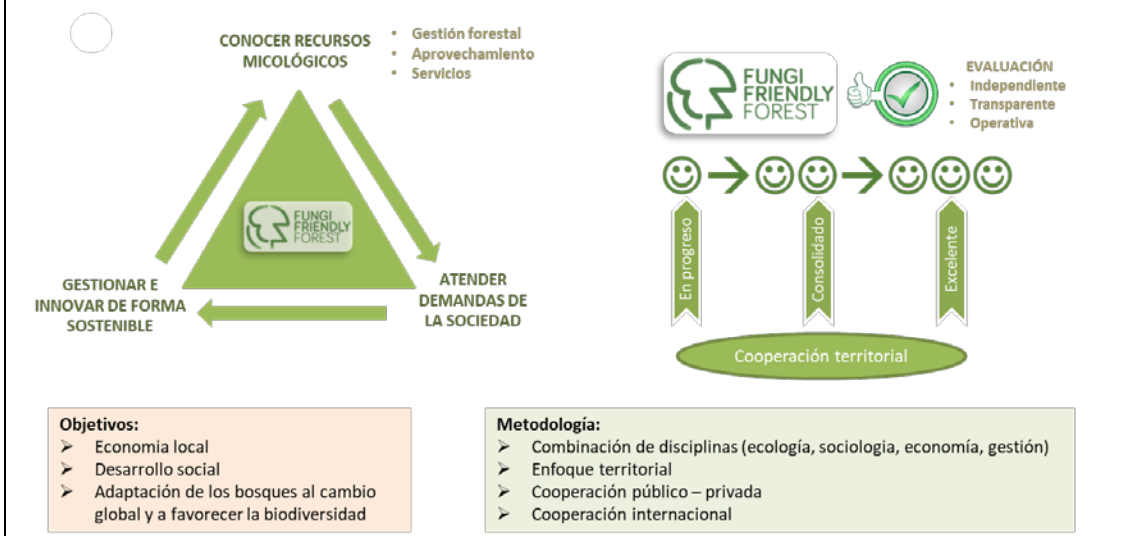 CONOCER RECURSOS
MICOLÓGICOS
• Gestión forestal
• Aprovechamiento
• Servicios
FUNGI
FRIENDLY
FOREST
GESTIONAR E
INNOVAR DE FORMA
SOSTENIBLE
ATENDER
DEMANDAS DE
LA SOCIEDAD
FUNGI
FRIENDLY
FOREST
EVALUACIÓN
• Independiente
• Transparente
• Operativa
En progreso
Consolidado
Excelente
Cooperación territorial
Objetivos:
➢ Economia local
➢ Desarrollo social
➢ Adaptación de los bosques al cambio
global y a favorecer la biodiversidad
Metodología:
➢ Combinación de disciplinas (ecología, sociologia, economía, gestión)
➢ Enfoque territorial
➢ Cooperación público – privada
➢ Cooperación internacional